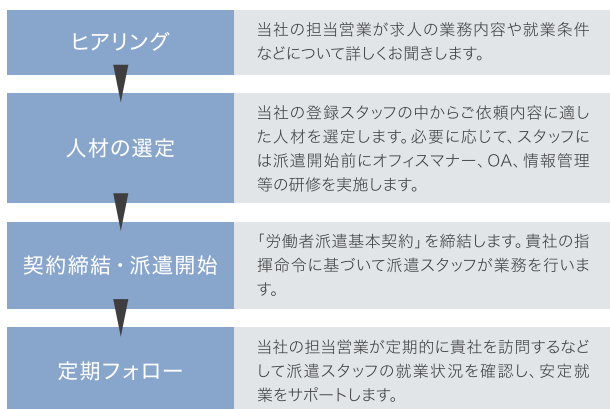 ヒアリング
当社の担当営業が求人の業務内容や就業条件
などについて詳しくお聞きします。
人材の選定
当社の登録スタッフの中からご依頼内容に適し
た人材を選定します。必要に応じて、スタッフに
は派遣開始前にオフィスマナー、OA、情報管理
等の研修を実施します。
契約締結・派遣開始
「労働者派遣基本契約」を締結します。貴社の指
揮命令に基づいて派遣スタッフが業務を行いま
す。
定期フォロー
当社の担当営業が定期的に貴社を訪問するなど
して派遣スタッフの就業状況を確認し、安定就
業をサポートします。